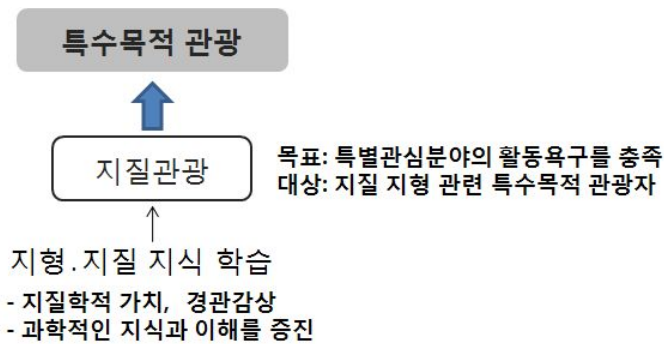 특수목적 관광
지질관광
목표: 특별관심분야의 활동욕구를 충족
대상: 지질 지형 관련 특수목적 관광자
지형.지질 지식 학습
- 지질학적 가치, 경관감상
- 과학적인 지식과 이해를 증진